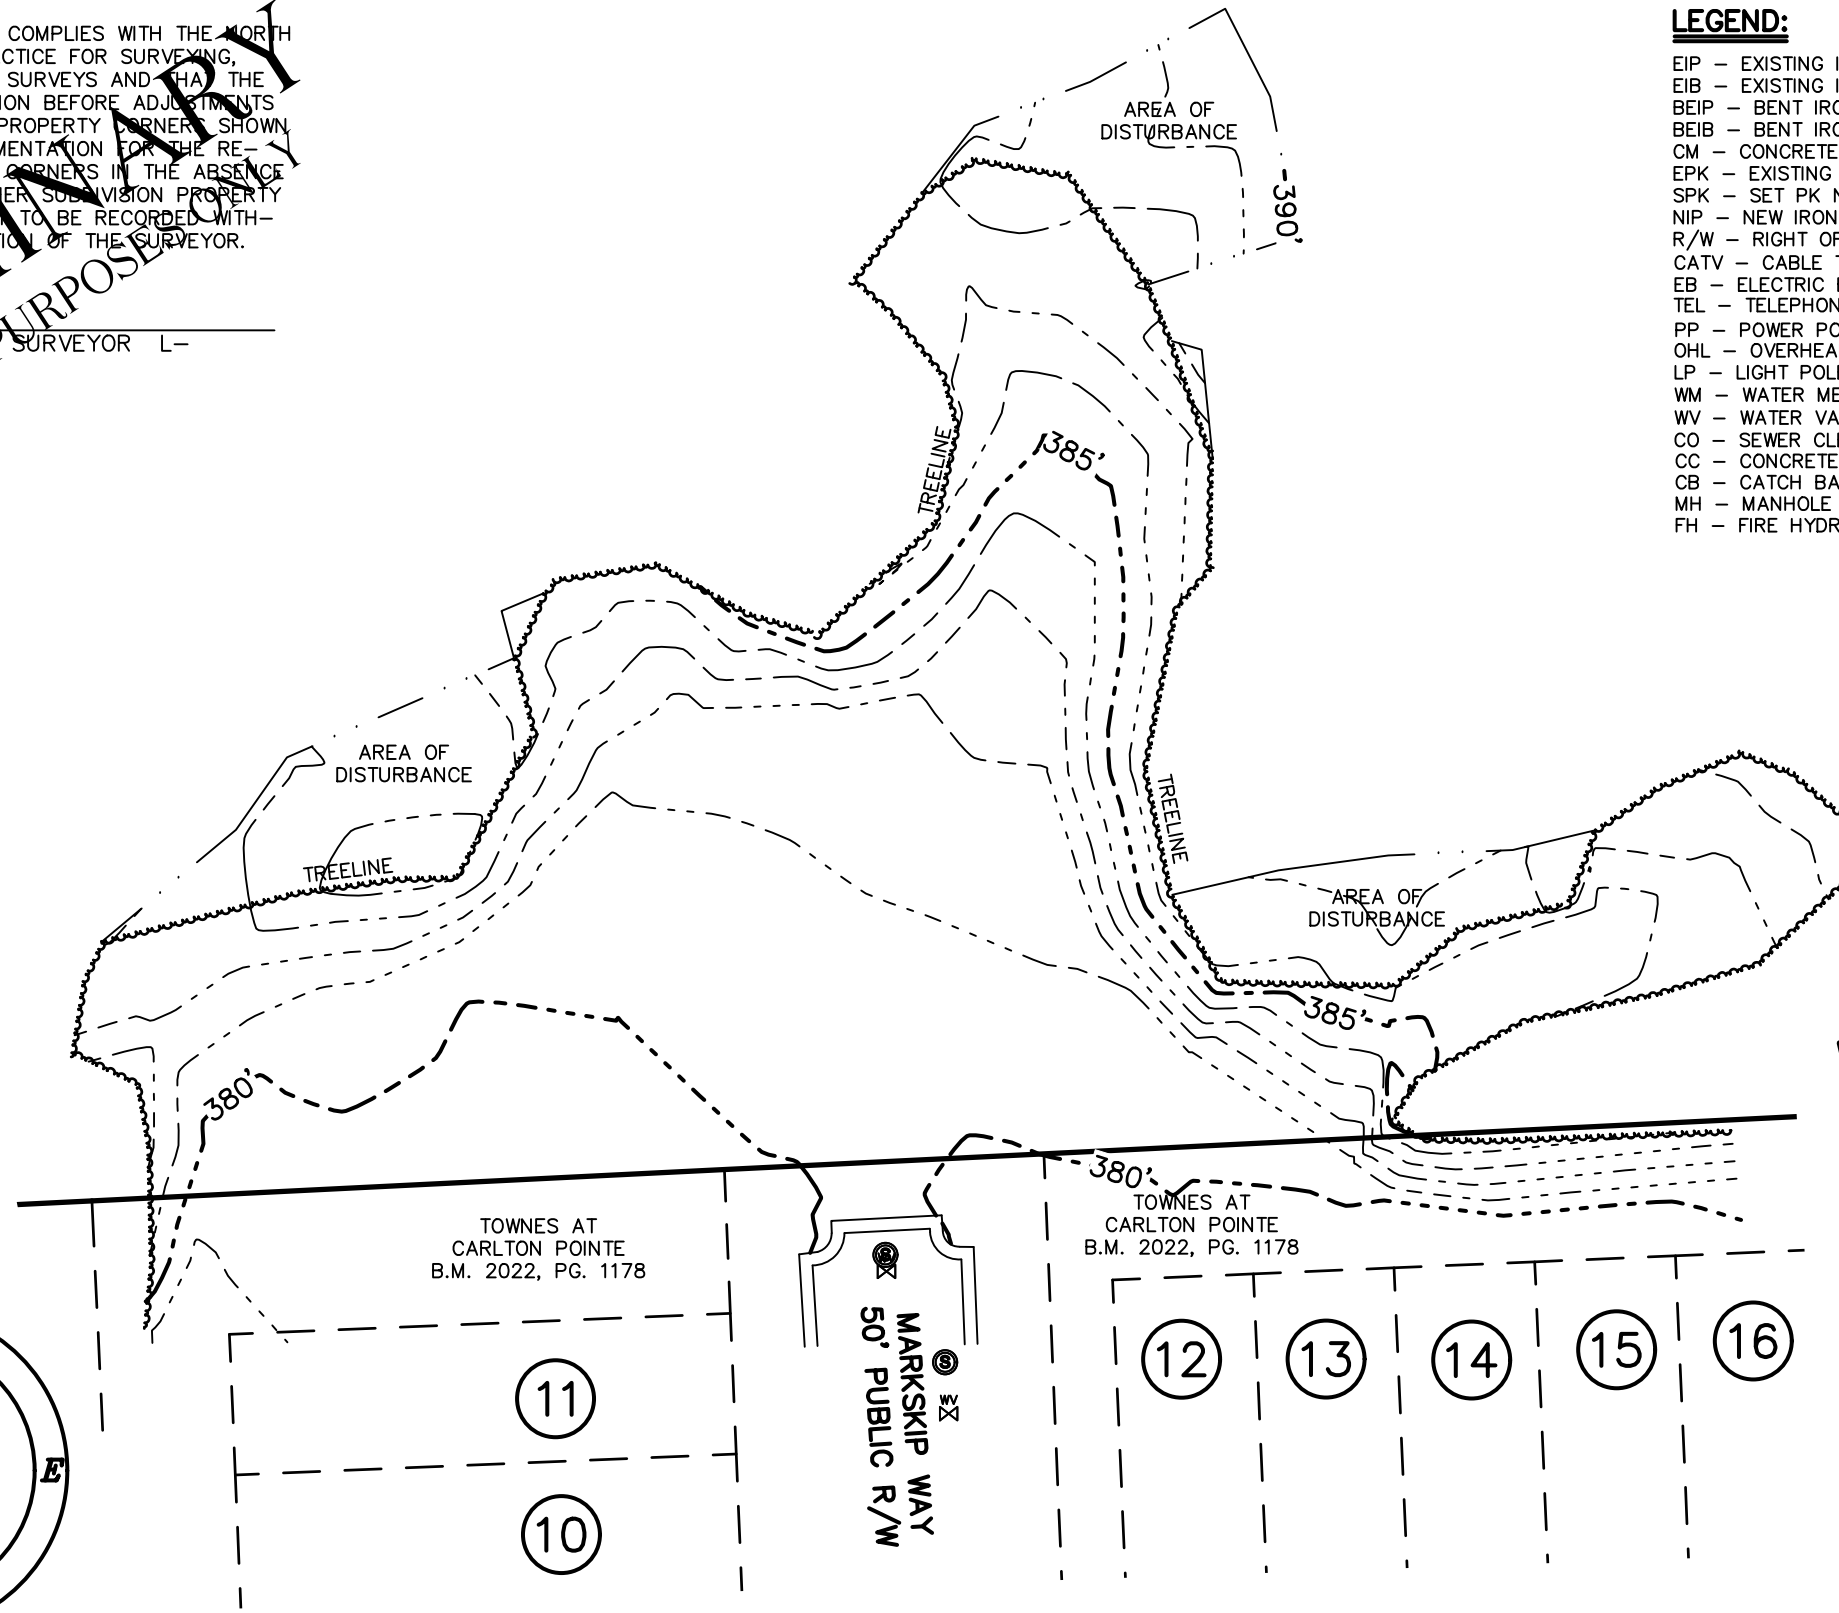 COMPLIES WITH THE NORTH
CTICE FOR SURVEYING,
SURVEYS AND THAT THE
ION BEFORE ADJUSTMENTS
PROPERTY CORNERS SHOWN
MENTATION FOR THE RE-
CORNERS IN THE ABSENCE
HER SUBDIVISION PROPERTY
TO BE RECORDED WITH-
TION OF THE SURVEYOR.
SURVEYOR L-
INARY
PURPOSES ONLY
LEGEND:
EIP - EXISTING I
EIB - EXISTING I
BEIP - BENT IRO
BEIB - BENT IRO
CM - CONCRETE
EPK - EXISTING
SPK - SET PK N
NIP - NEW IRON
R/W - RIGHT OF
CATV - CABLE T
EB - ELECTRIC
TEL - TELEPHON
PP - POWER PO
OHL - OVERHEA
LP - LIGHT POLE
WM - WATER ME
WV - WATER VA
CO - SEWER CLE
CC - CONCRETE
CB - CATCH BA
MH - MANHOLE
FH - FIRE HYDR
AREA OF
DISTURBANCE
390'
385'
TREELINE
AREA OF
DISTURBANCE
TREELINE
TREELINE
AREA OF
DISTURBANCE
385'
380'
380'
TOWNES AT
CARLTON POINTE
B.M. 2022, PG. 1178
TOWNES AT
CARLTON POINTE
B.M. 2022, PG. 1178
S
S
WV
MARKSKIP WAY
50' PUBLIC R/W
12
13
14
15
16
11
10
E